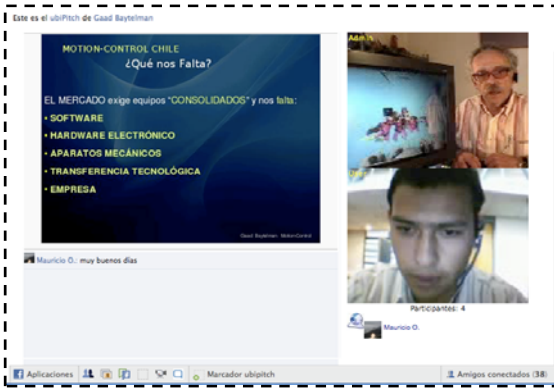 Este es el ubiPitch de Gaad Baytelman
MOTION-CONTROL CHILE
¿Qué nos Falta?
EL MERCADO exige equipos "CONSOLIDADOS" y nos falta:
• SOFTWARE
• HARDWARE ELECTRÓNICO
• APARATOS MECÁNICOS
• TRANSFERENCIA TECNOLÓGICA
• EMPRESA
Gaad Baytelman: Motion-Control
Admin
Mauricio O.: muy buenos días
Participantes: 4
Mauricio O.
Aplicaciones
Marcador ubipitch
Amigos conectados (38)